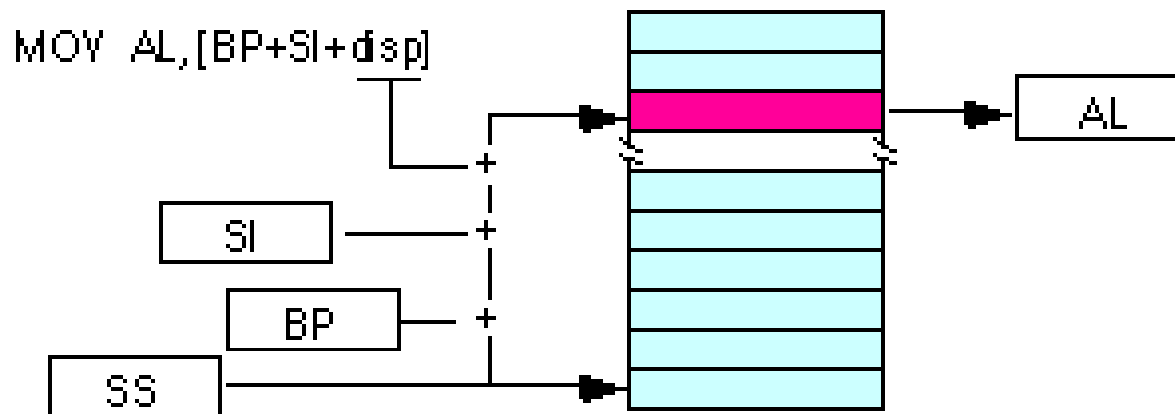 MOV AL,[BP+SI+disp]
AL
+
SI
+
BP
+
SS